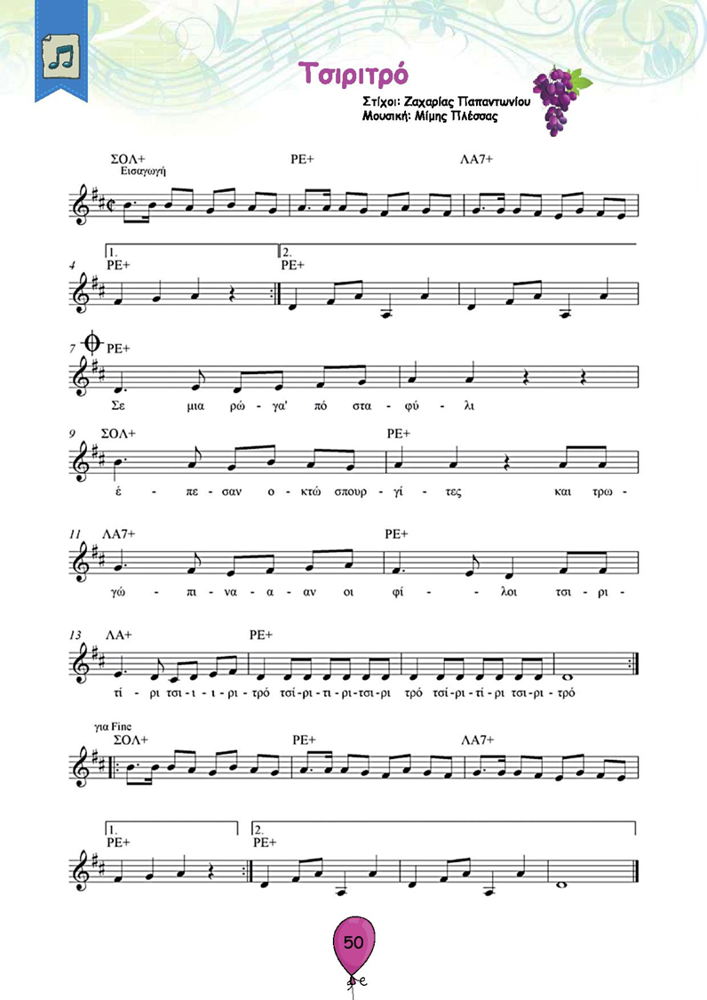 Τσιριτρό
Στίχοι: Ζαχαρίας Παπαντωνίου
Μουσική: Μίμης Πλέσσας
ΣΟΛ+ ΡΕ+ ΛΑ7+
Εισαγωγή
1. 2.
4 ΡΕ+ ΡΕ+
7 ΡΕ+
Σε μια ρώ - γα' πό στα - φύ - λι
9 ΣΟΛ+ ΡΕ+
έ - πε - σαν ο - κτώ σπουρ - γί - τες και τρω -
11 ΛΑ7+ ΡΕ+
γώ - πι - να - α - αν οι φί - - λοι τσι - ρι -
13 ΛΑ+ ΡΕ+
τί - ρι τσι - ι - ι - ρι - τρό τσί-ρι-τι-ρι-τσι-ρι τρό τσί-ρι-τί-ρι τσι-ρι-τρό
για Fine
ΣΟΛ+ ΡΕ+ ΛΑ7+
1. 2.
ΡΕ+ ΡΕ+
50